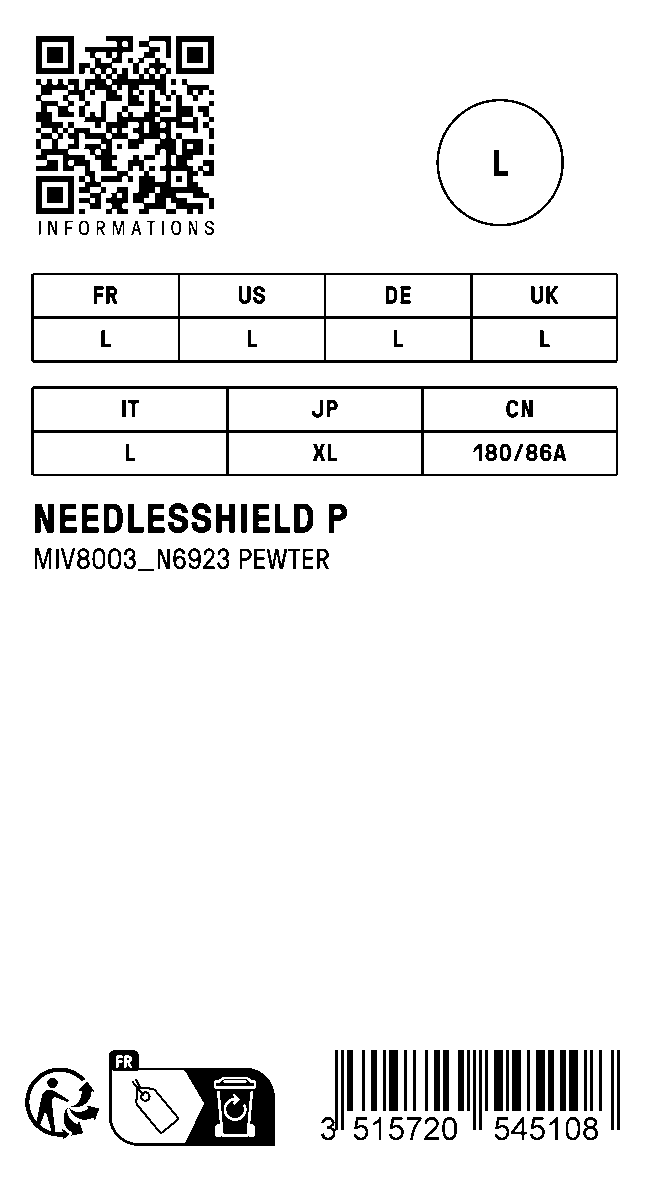 INFORMATIONS
L
FR US DE UK
L L L L
IT JP CN
L XL 180/86A
NEEDLESSHIELD P
MIV8003_N6923 PEWTER
FR
3 515720 545108